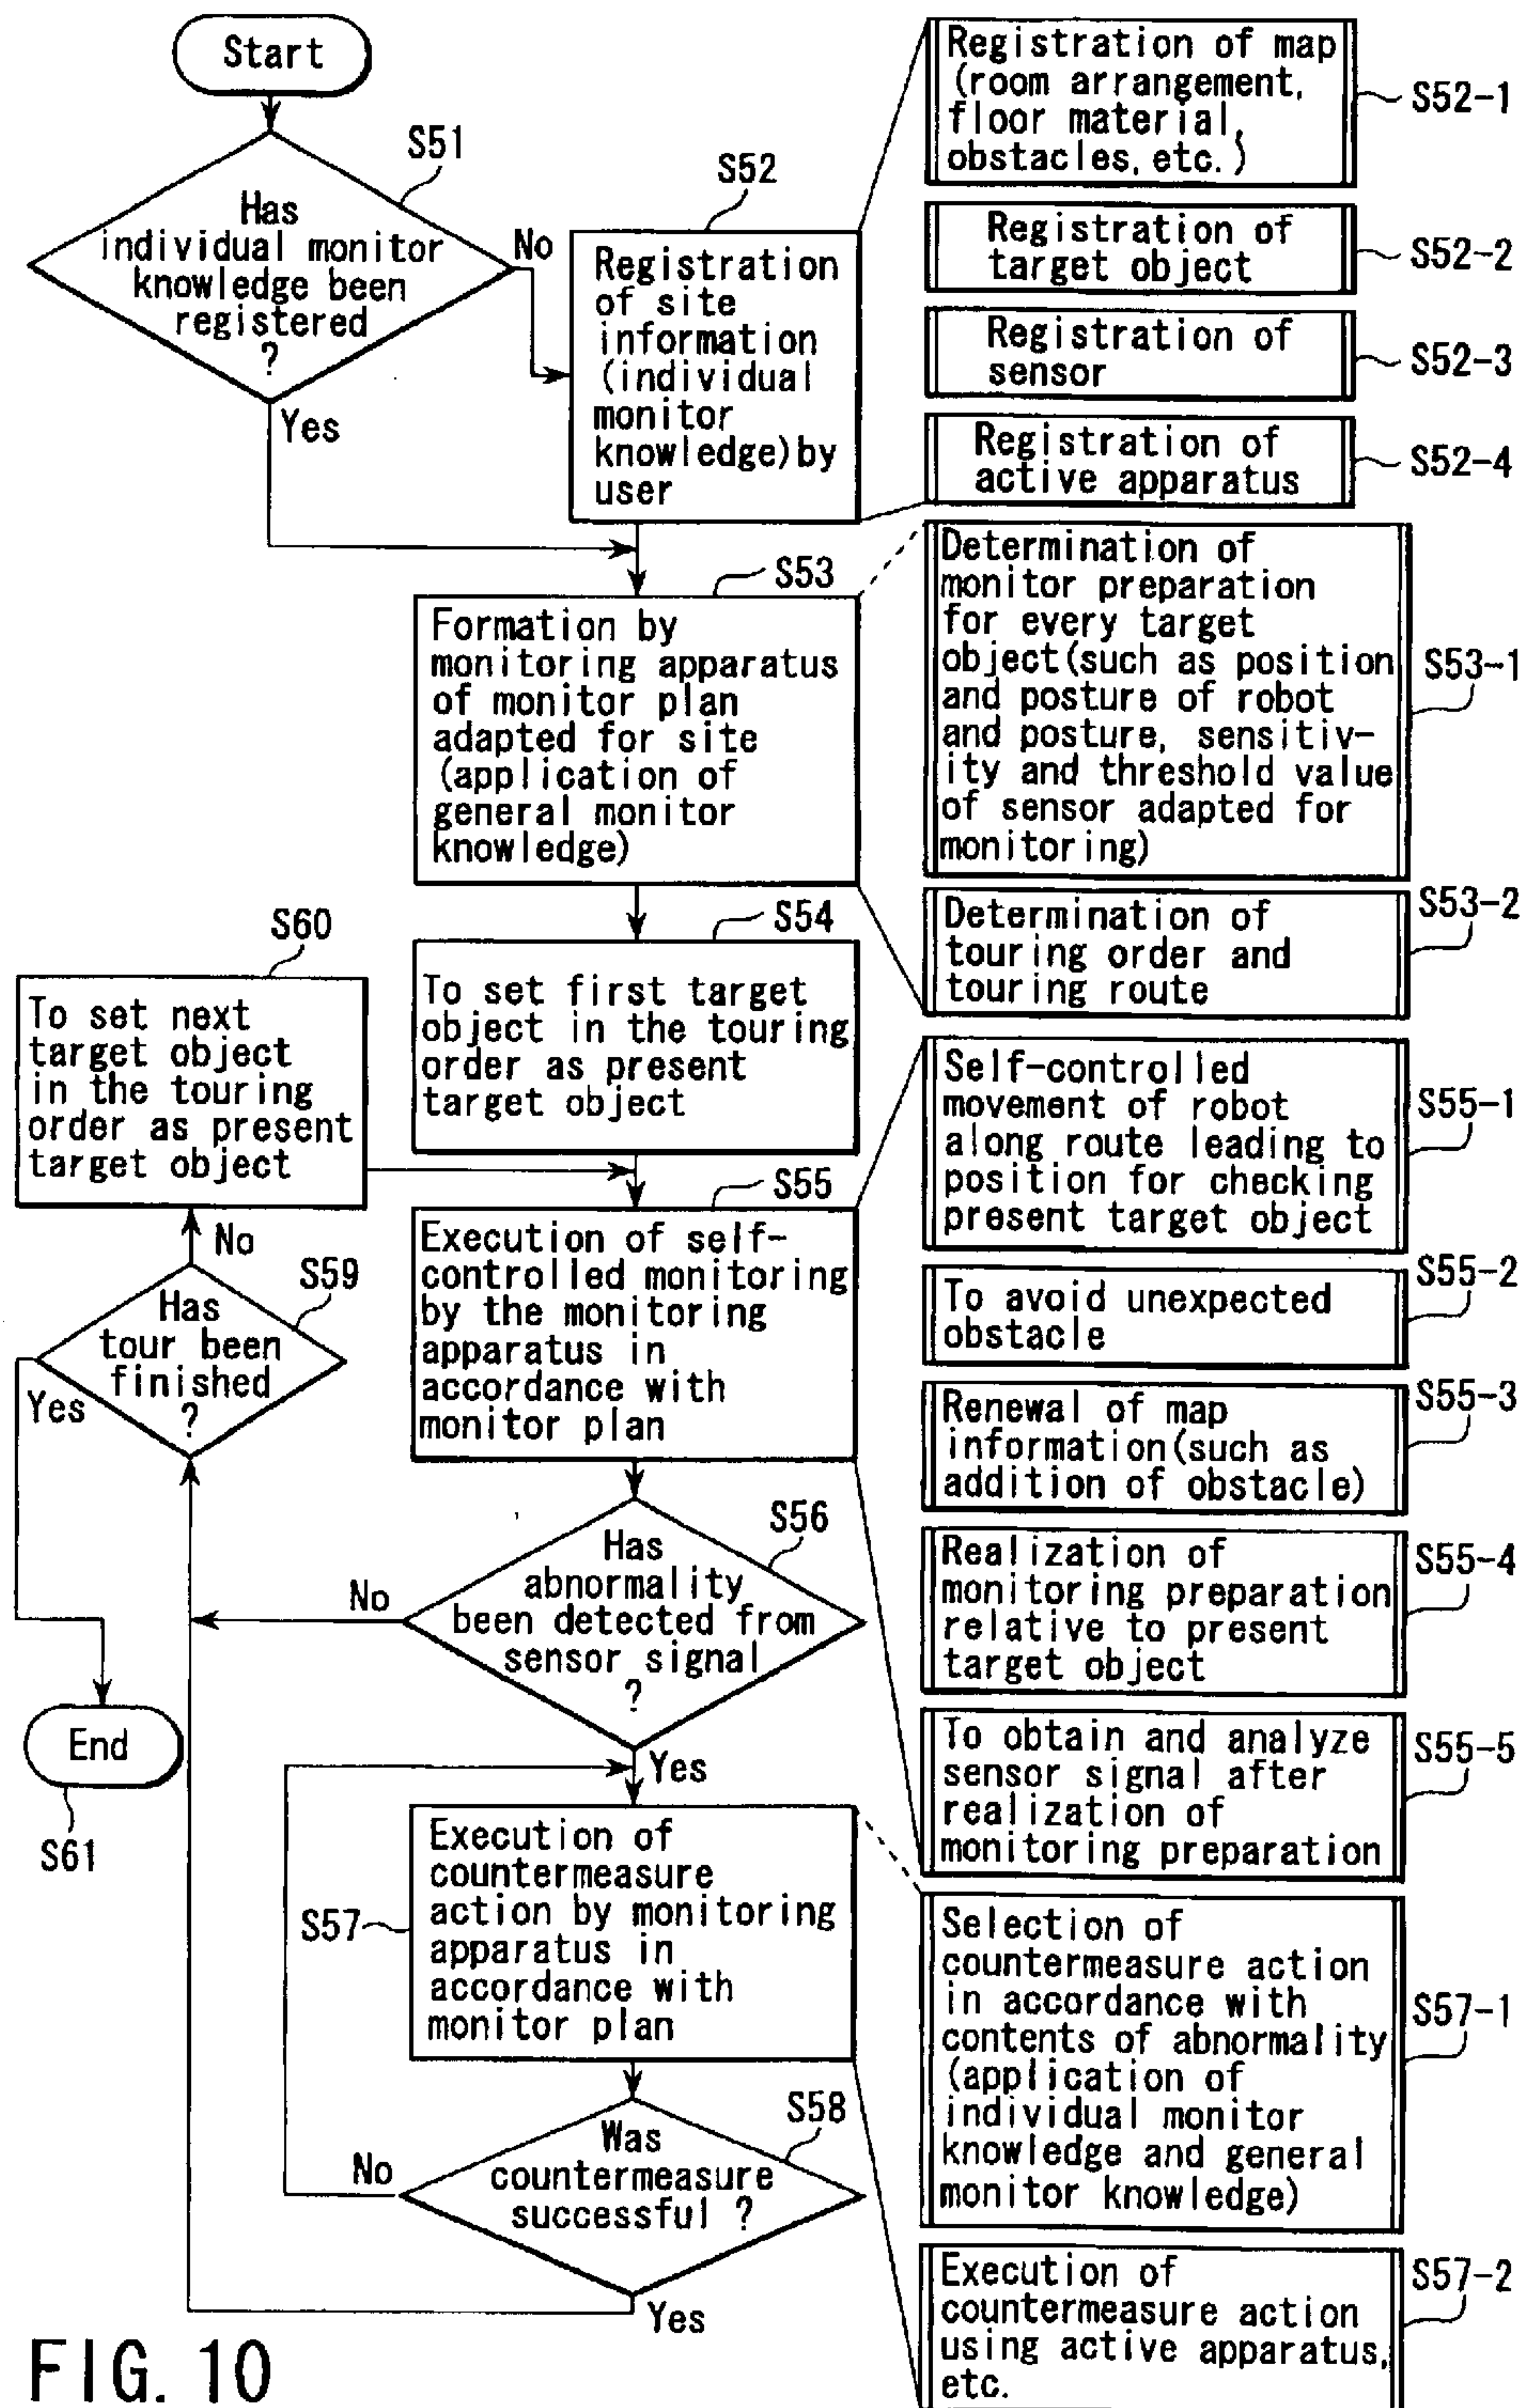 Start
S51
Has
individual monitor
knowledge been
registered
?
No
Yes
S52
Registration
of site
information
(individual
monitor
knowledge)by
user
Registration of map
(room arrangement,
floor material,
obstacles, etc.)
S52-1
Registration of
target object
S52-2
Registration of
sensor
S52-3
Registration of
active apparatus
S52-4
S53
Formation by
monitoring apparatus
of monitor plan
adapted for site
(application of
general monitor
knowledge)
Determination of
monitor preparation
for every target
object(such as position
and posture of robot
and posture, sensitiv-
ity and threshold value
of sensor adapted for
monitoring)
S53-1
Determination of
touring order and
touring route
S53-2
S54
To set first target
object in the touring
order as present
target object
S60
To set next
target object
in the touring
order as present
target object
No
S59
Has
tour been
finished
?
Yes
End
S61
S55
Execution of self-
controlled monitoring
by the monitoring
apparatus in
accordance with
monitor plan
Self-controlled
movement of robot
along route leading to
position for checking
present target object
S55-1
To avoid unexpected
obstacle
S55-2
Renewal of map
information(such as
addition of obstacle)
S55-3
Realization of
monitoring preparation
relative to present
target object
S55-4
To obtain and analyze
sensor signal after
realization of
monitoring preparation
S55-5
S56
Has
abnormality
been detected from
sensor signal
?
No
Yes
S57
Execution of
countermeasure
action by monitoring
apparatus in
accordance with
monitor plan
Selection of
countermeasure action
in accordance with
contents of abnormality
(application of
individual monitor
knowledge and general
monitor knowledge)
S57-1
Execution of
countermeasure action
using active apparatus,
etc.
S57-2
S58
Was
countermeasure
successful ?
No
Yes
FIG. 10